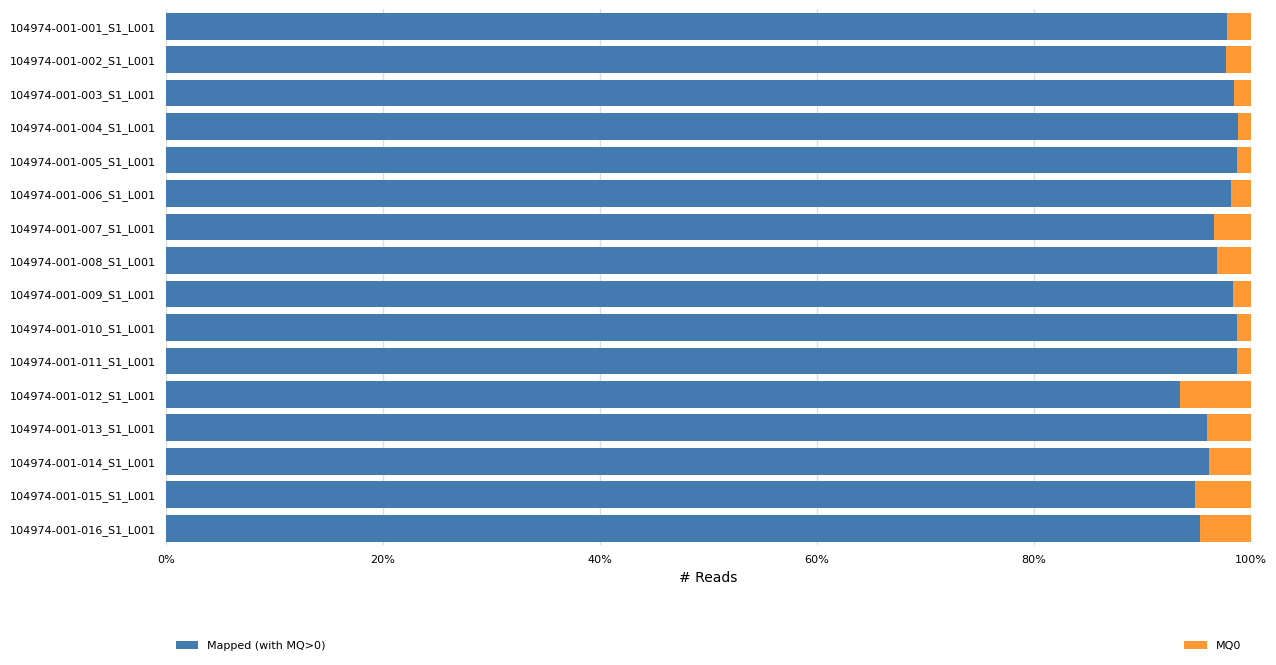 104974-001-001_S1_L001
104974-001-002_S1_L001
104974-001-003_S1_L001
104974-001-004_S1_L001
104974-001-005_S1_L001
104974-001-006_S1_L001
104974-001-007_S1_L001
104974-001-008_S1_L001
104974-001-009_S1_L001
104974-001-010_S1_L001
104974-001-011_S1_L001
104974-001-012_S1_L001
104974-001-013_S1_L001
104974-001-014_S1_L001
104974-001-015_S1_L001
104974-001-016_S1_L001
0% 20% 40% 60% 80% 100%
# Reads
Mapped (with MQ>0) MQ0